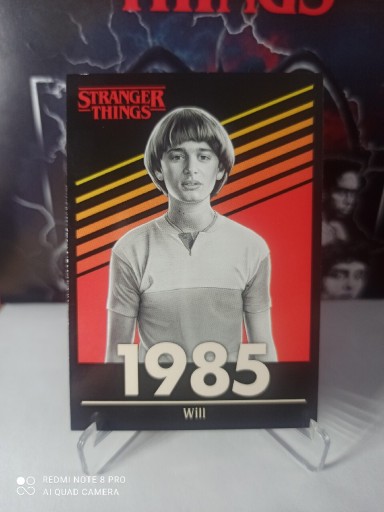 THINGS
STRANGER
THINGS
1985
Will
REDMI NOTE 8 PRO
AI QUAD CAMERA